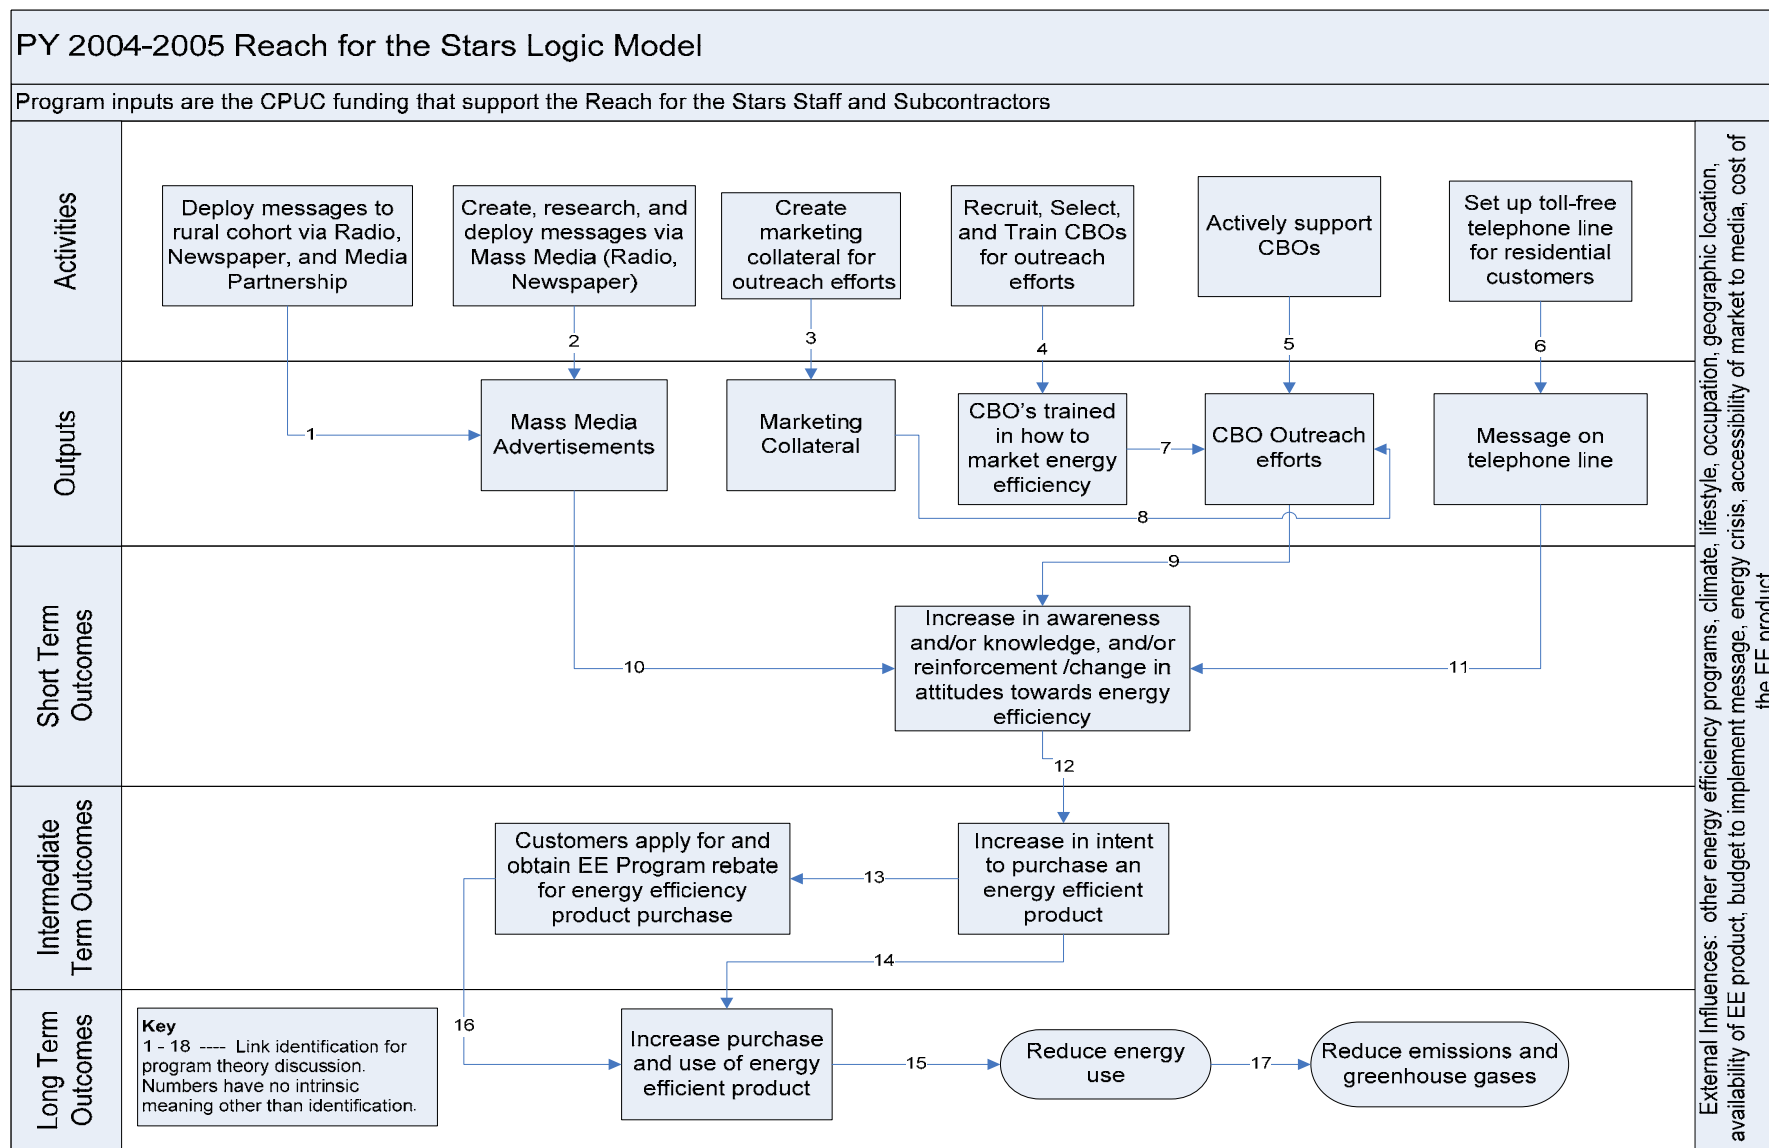 PY 2004-2005 Reach for the Stars Logic Model
Program inputs are the CPUC funding that support the Reach for the Stars Staff and Subcontractors
Activities
Deploy messages to
rural cohort via Radio,
Newspaper, and Media
Partnership
Create, research, and
deploy messages via
Mass Media (Radio,
Newspaper)
Create
marketing
collateral for
outreach efforts
Recruit, Select,
and Train CBOs
for outreach
efforts
Actively support
CBOs
Set up toll-free
telephone line
for residential
customers
2
3
4
5
6
Outputs
1
Mass Media
Advertisements
Marketing
Collateral
CBO's trained
in how to
market energy
efficiency
7
CBO Outreach
efforts
Message on
telephone line
8
Short Term
Outcomes
9
Increase in awareness
and/or knowledge, and/or
reinforcement /change in
attitudes towards energy
efficiency
10
11
12
Intermediate
Term Outcomes
Customers apply for and
obtain EE Program rebate
for energy efficiency
product purchase
13
Increase in intent
to purchase an
energy efficient
product
14
Long Term
Outcomes
Key
1 - 18 ---- Link identification for
program theory discussion.
Numbers have no intrinsic
meaning other than identification.
16
Increase purchase
and use of energy
efficient product
15
Reduce energy
use
17
Reduce emissions and
greenhouse gases
External Influences: other energy efficiency programs, climate, lifestyle, occupation, geographic location,
availability of EE product, budget to implement message, energy crisis, accessibility of market to media, cost of
the EE product